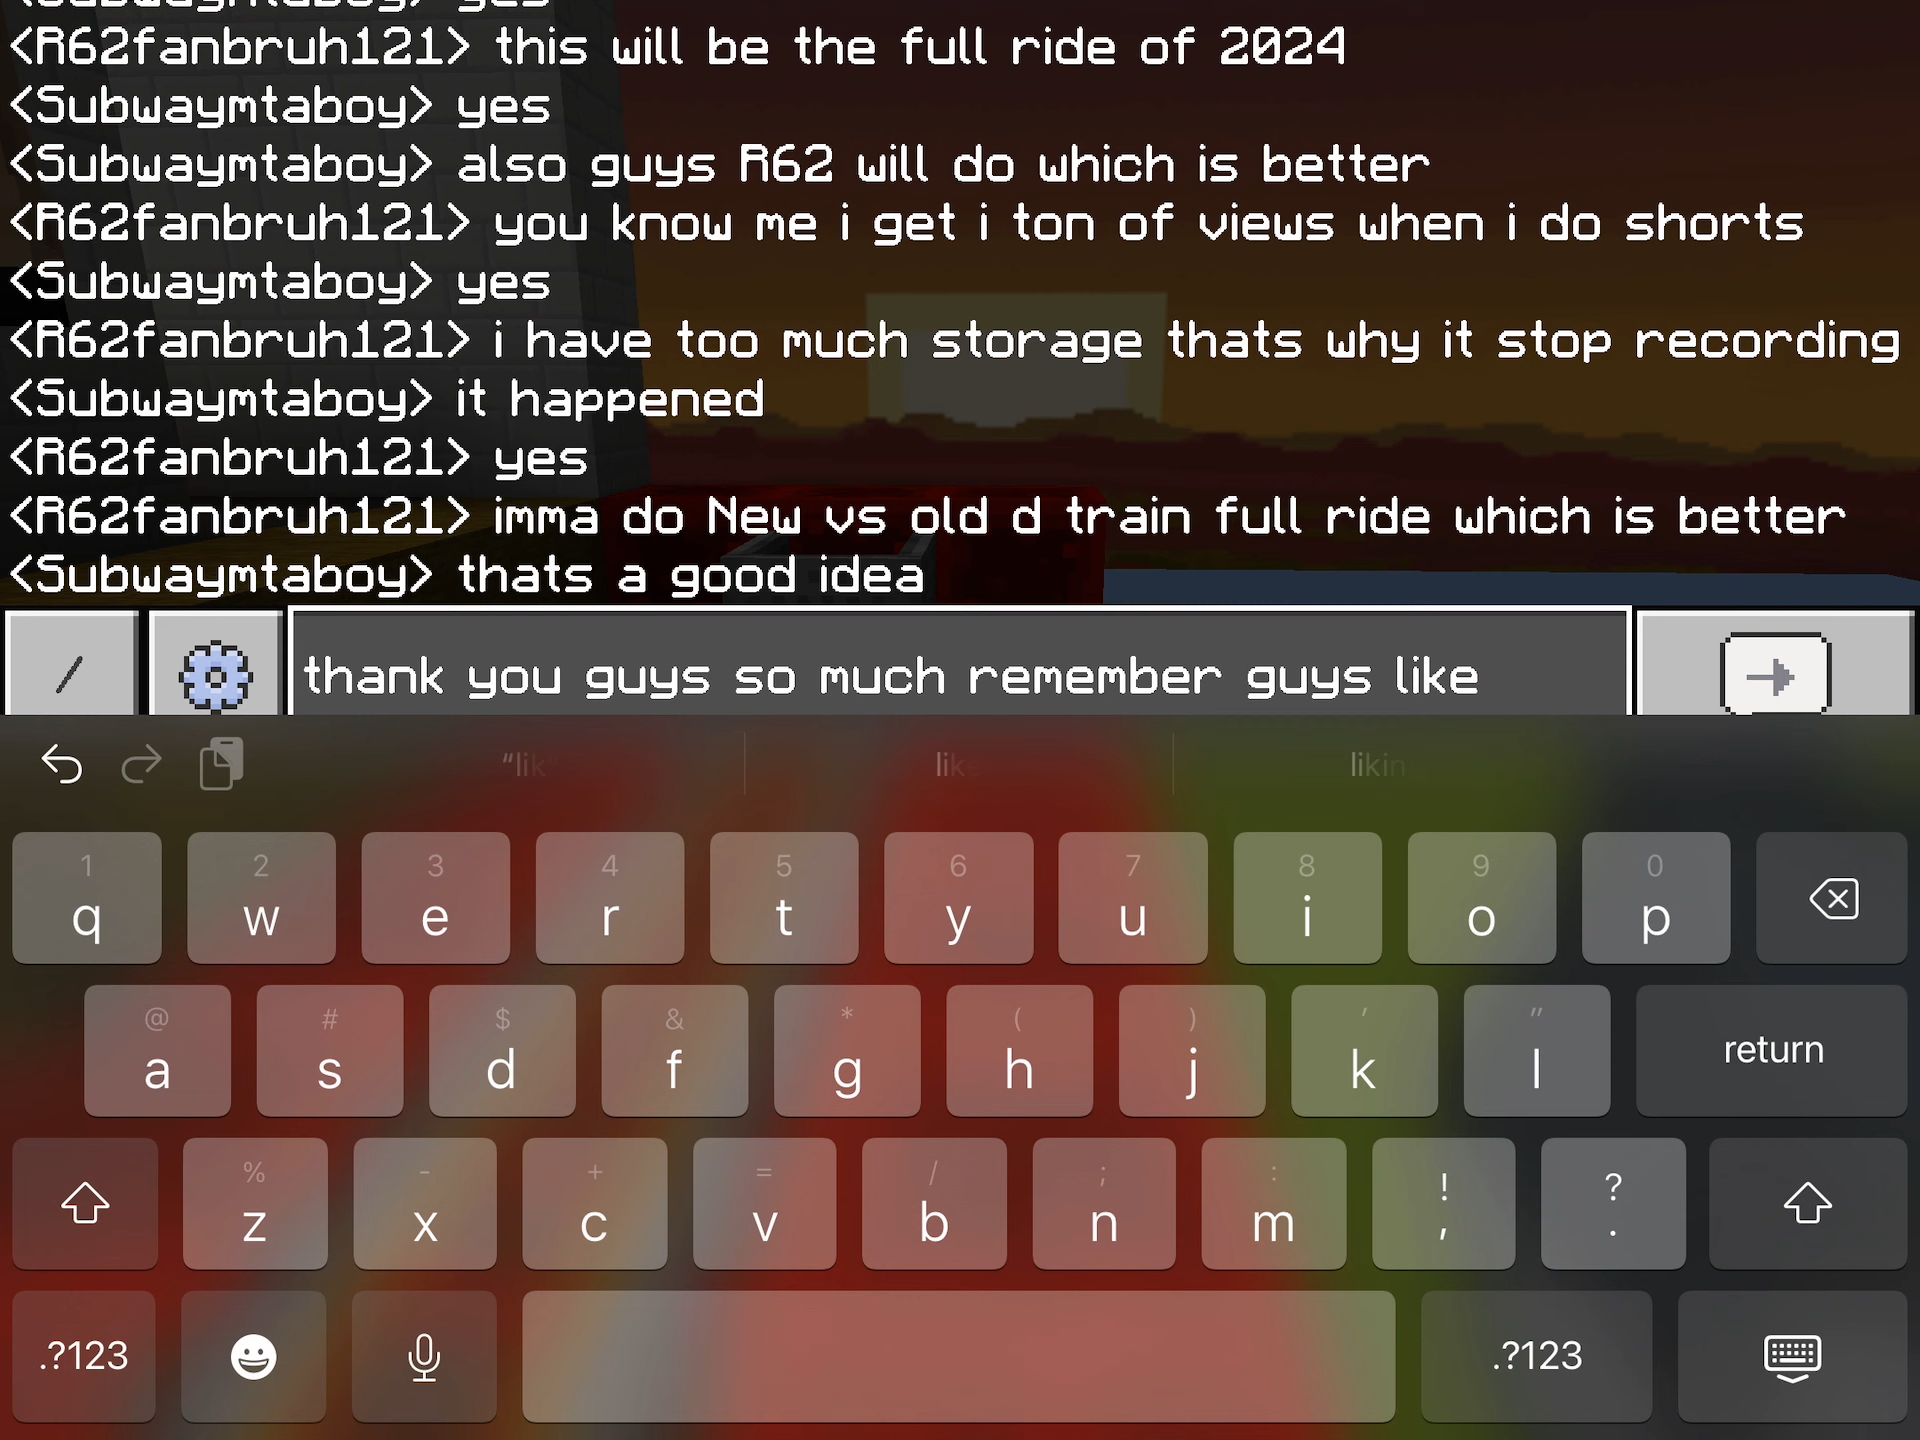 <Subwaymtaboy> yes
<R62fanbruh121> this will be the full ride of 2024
<Subwaymtaboy> yes
<Subwaymtaboy> also guys R62 will do which is better
<R62fanbruh121> you know me i get i ton of views when i do shorts
<Subwaymtaboy> yes
<R62fanbruh121> i have too much storage thats why it stop recording
<Subwaymtaboy> it happened
<R62fanbruh121> yes
<R62fanbruh121> imma do New vs old d train full ride which is better
<Subwaymtaboy> thats a good idea
/ thank you guys so much remember guys like
“lik” like likin
1 2 3 4 5 6 7 8 9 0
q w e r t y u i o p
@ # $ & * ( ) ' "
a s d f g h j k l return
% - + = / ; : ! ?
z x c v b n m , .
.?123 .?123